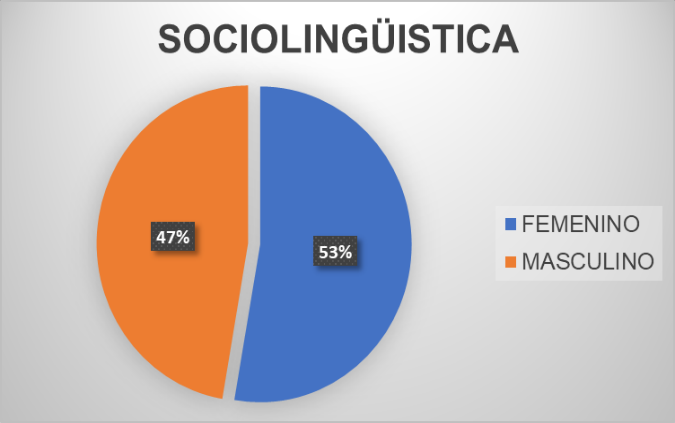 SOCIOLINGÜISTICA
47%
53%
FEMENINO
MASCULINO